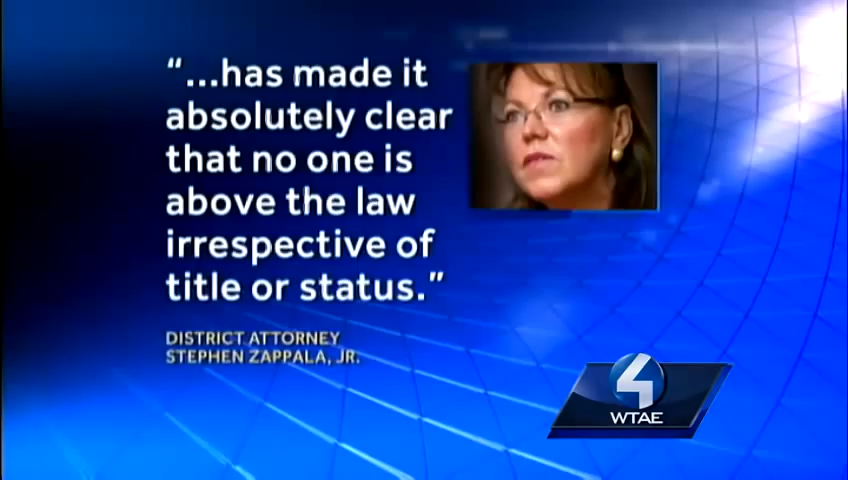 “...has made it
absolutely clear
that no one is
above the law
irrespective of
title or status.”
DISTRICT ATTORNEY
STEPHEN ZAPPALA, JR.
4
WTAE